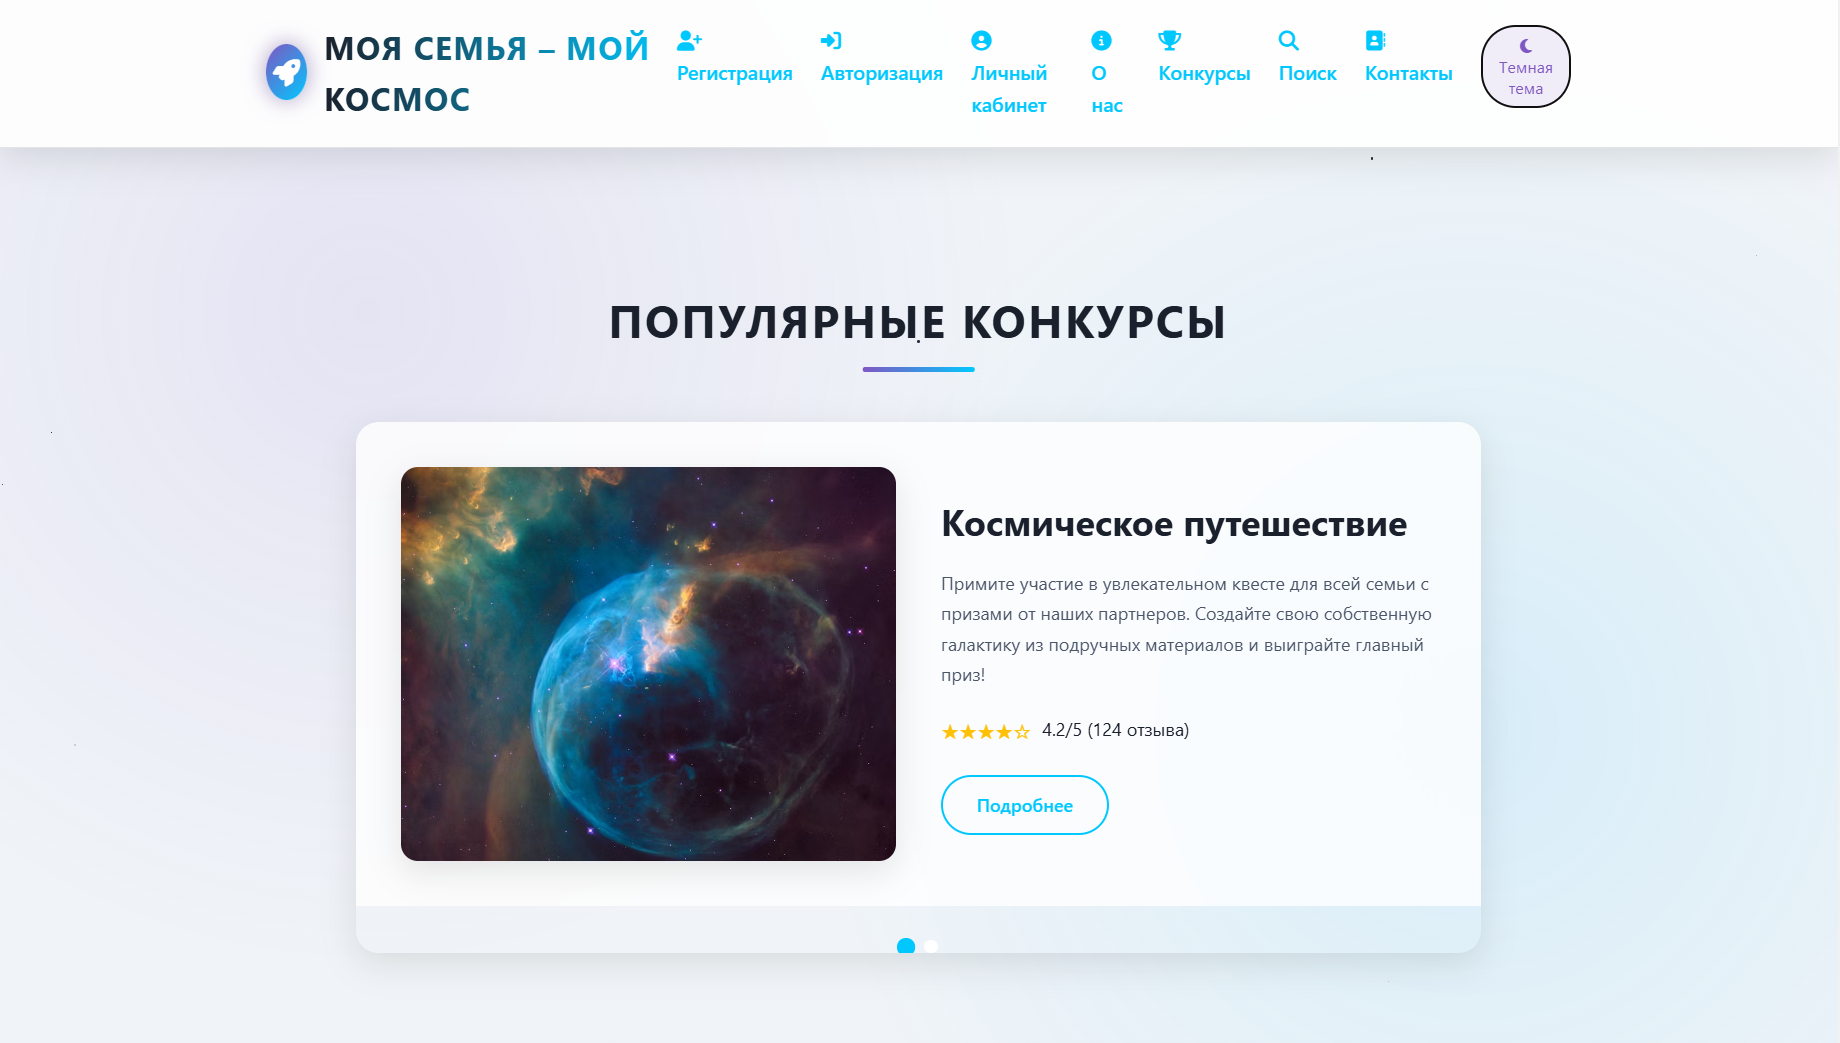 МОЯ СЕМЬЯ – МОЙ
КОСМОС
Регистрация
Авторизация
Личный
кабинет
О
нас
Конкурсы
Поиск
Контакты
Темная
тема
ПОПУЛЯРНЫЕ КОНКУРСЫ
Космическое путешествие
Примите участие в увлекательном квесте для всей семьи с
призами от наших партнеров. Создайте свою собственную
галактику из подручных материалов и выиграйте главный
приз!
★★★★☆ 4.2/5 (124 отзыва)
Подробнее